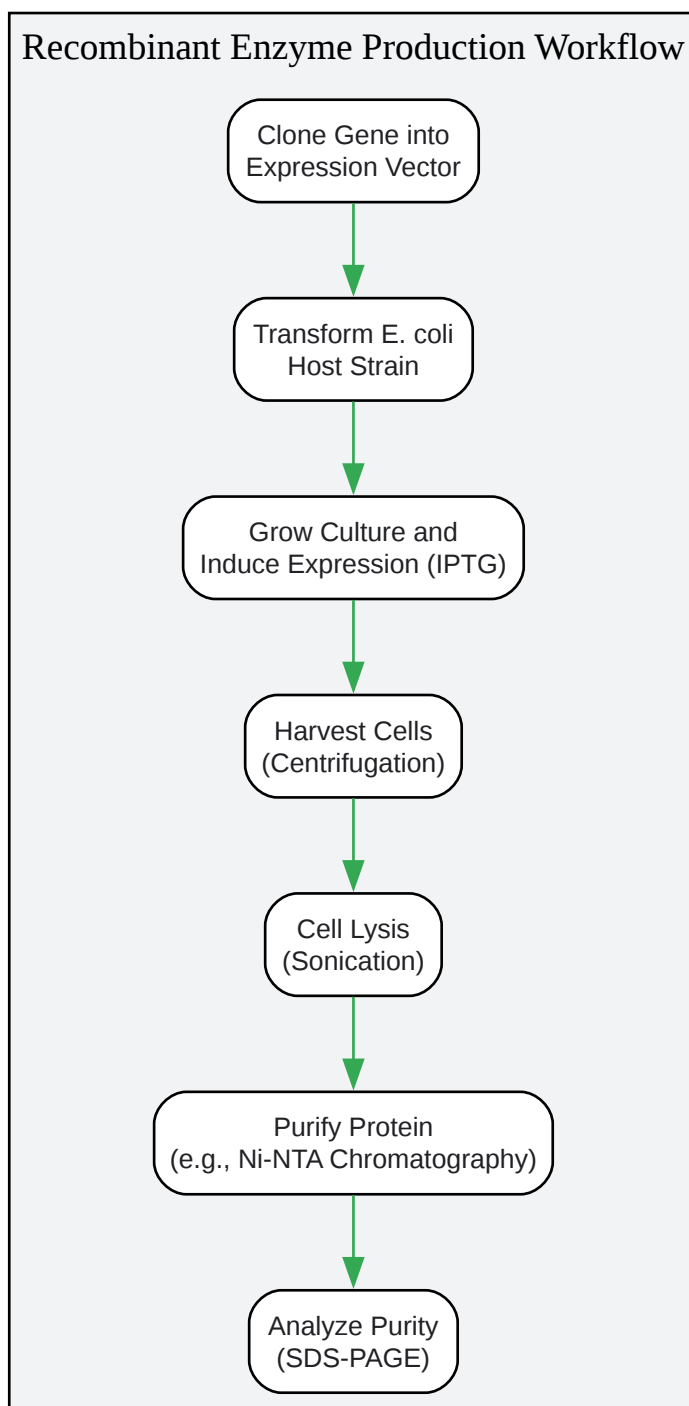 Recombinant Enzyme Production Workflow
Clone Gene into
Expression Vector
Transform E. coli
Host Strain
Grow Culture and
Induce Expression (IPTG)
Harvest Cells
(Centrifugation)
Cell Lysis
(Sonication)
Purify Protein
(e.g., Ni-NTA Chromatography)
Analyze Purity
(SDS-PAGE)